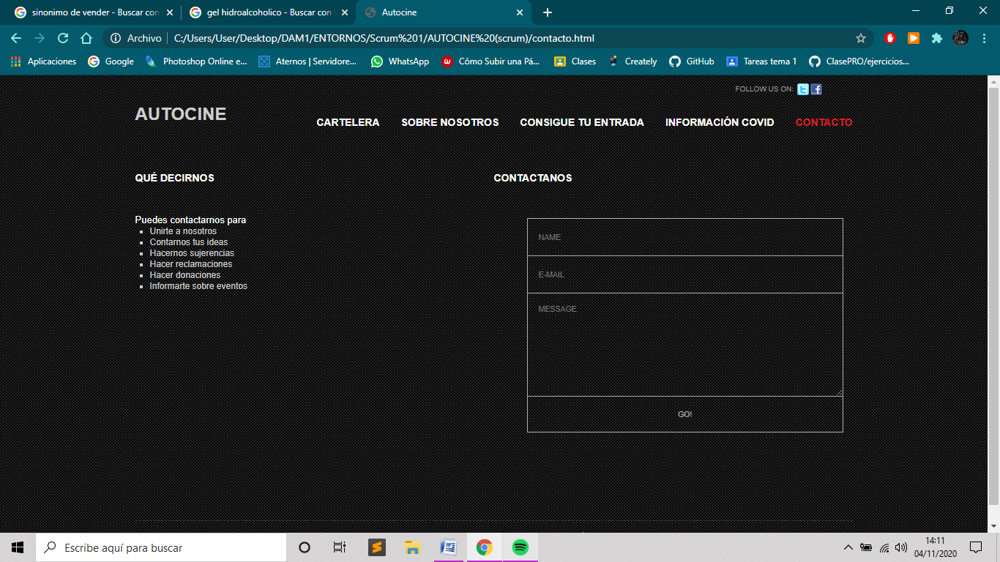 sinonimo de vender - Buscar con
gel hidroalcoholico - Buscar con
Autocine
Archivo
C:/Users/User/Desktop/DAM1/ENTORNOS/Scrum%201/AUTOCINE%20(scrum)/contacto.html
Aplicaciones
Google
Photoshop Online e...
Aternos | Servidore...
WhatsApp
Cómo Subir una Pá...
Clases
Creately
GitHub
Tareas tema 1
ClasePRO/ejercicios...
FOLLOW US ON:
AUTOCINE
CARTELERA
SOBRE NOSOTROS
CONSIGUE TU ENTRADA
INFORMACIÓN COVID
CONTACTO
QUÉ DECIRNOS
Puedes contactarnos para
Unirte a nosotros
Contarnos tus ideas
Hacernos sujerencias
Hacer reclamaciones
Hacer donaciones
Informarte sobre eventos
CONTACTANOS
NAME
E-MAIL
MESSAGE
GO!
Escribe aquí para buscar
14:11
04/11/2020